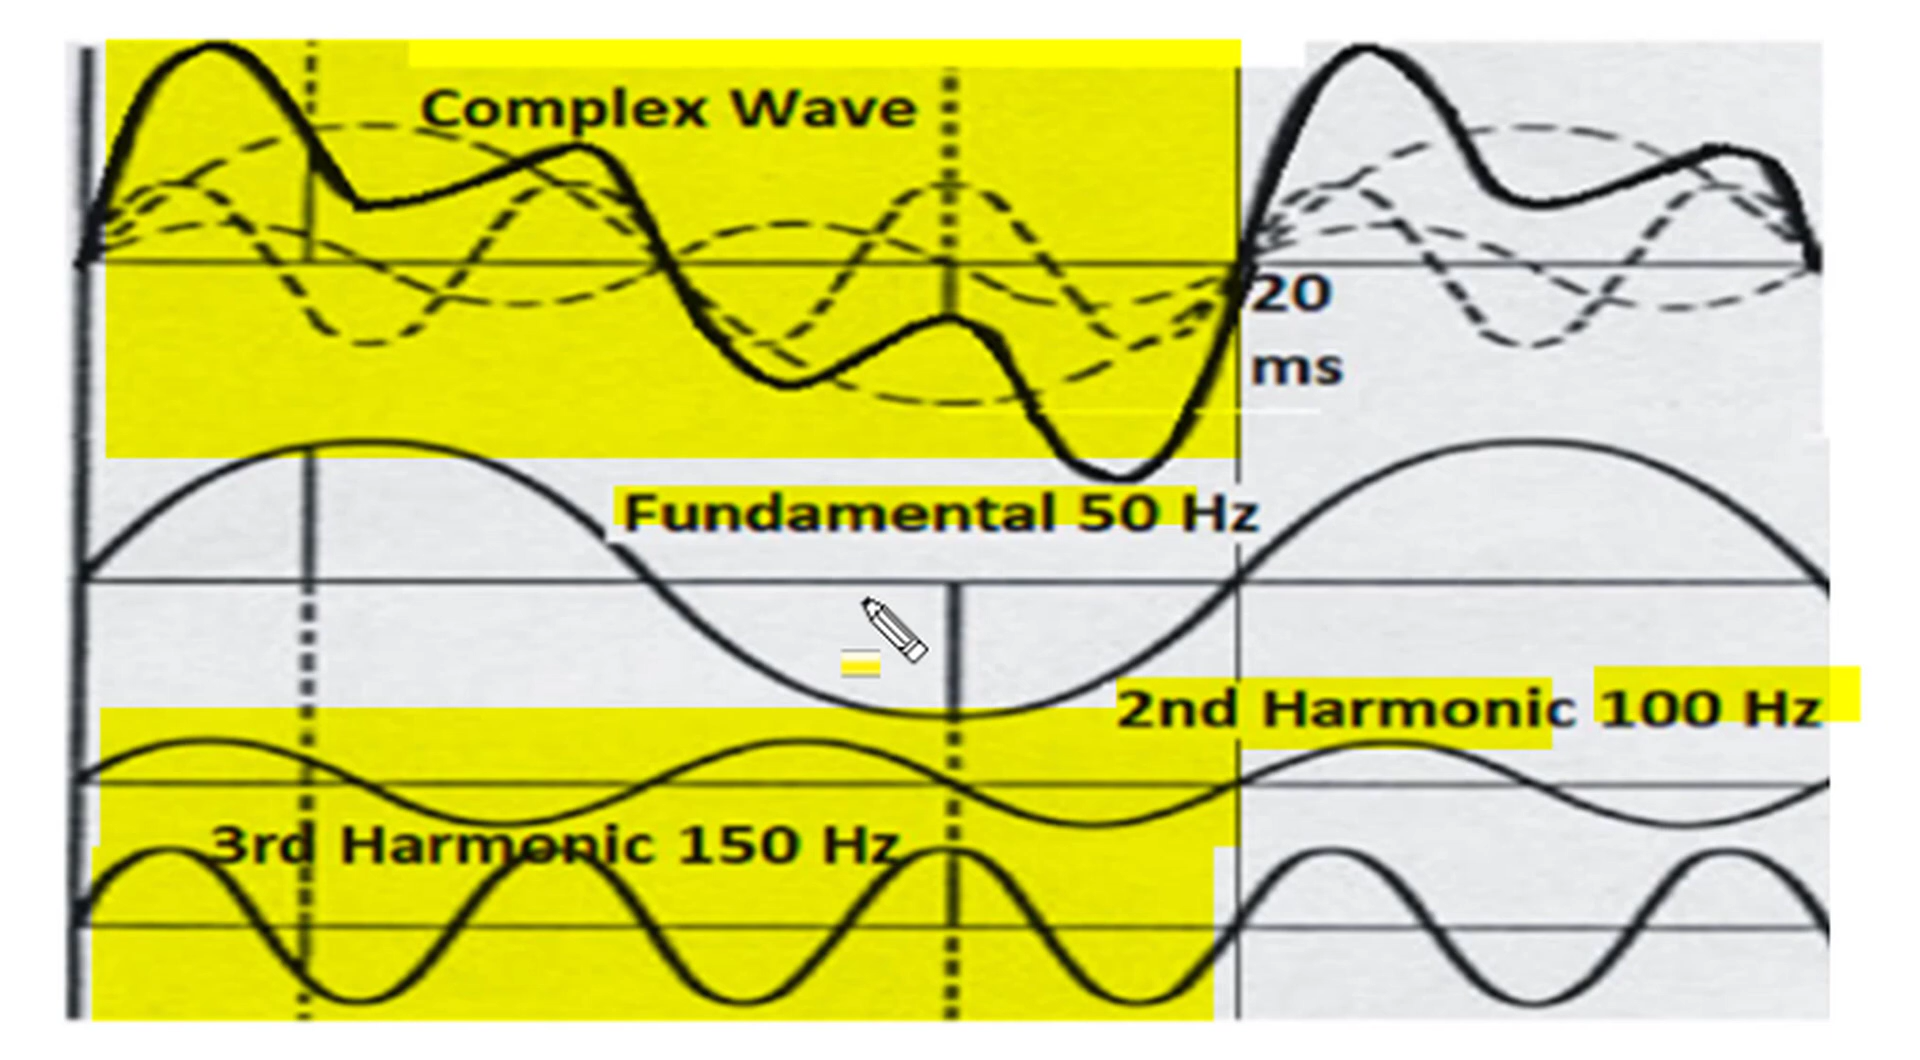 Complex Wave
20
ms
Fundamental 50 Hz
2nd Harmonic 100 Hz
3rd Harmonic 150 Hz